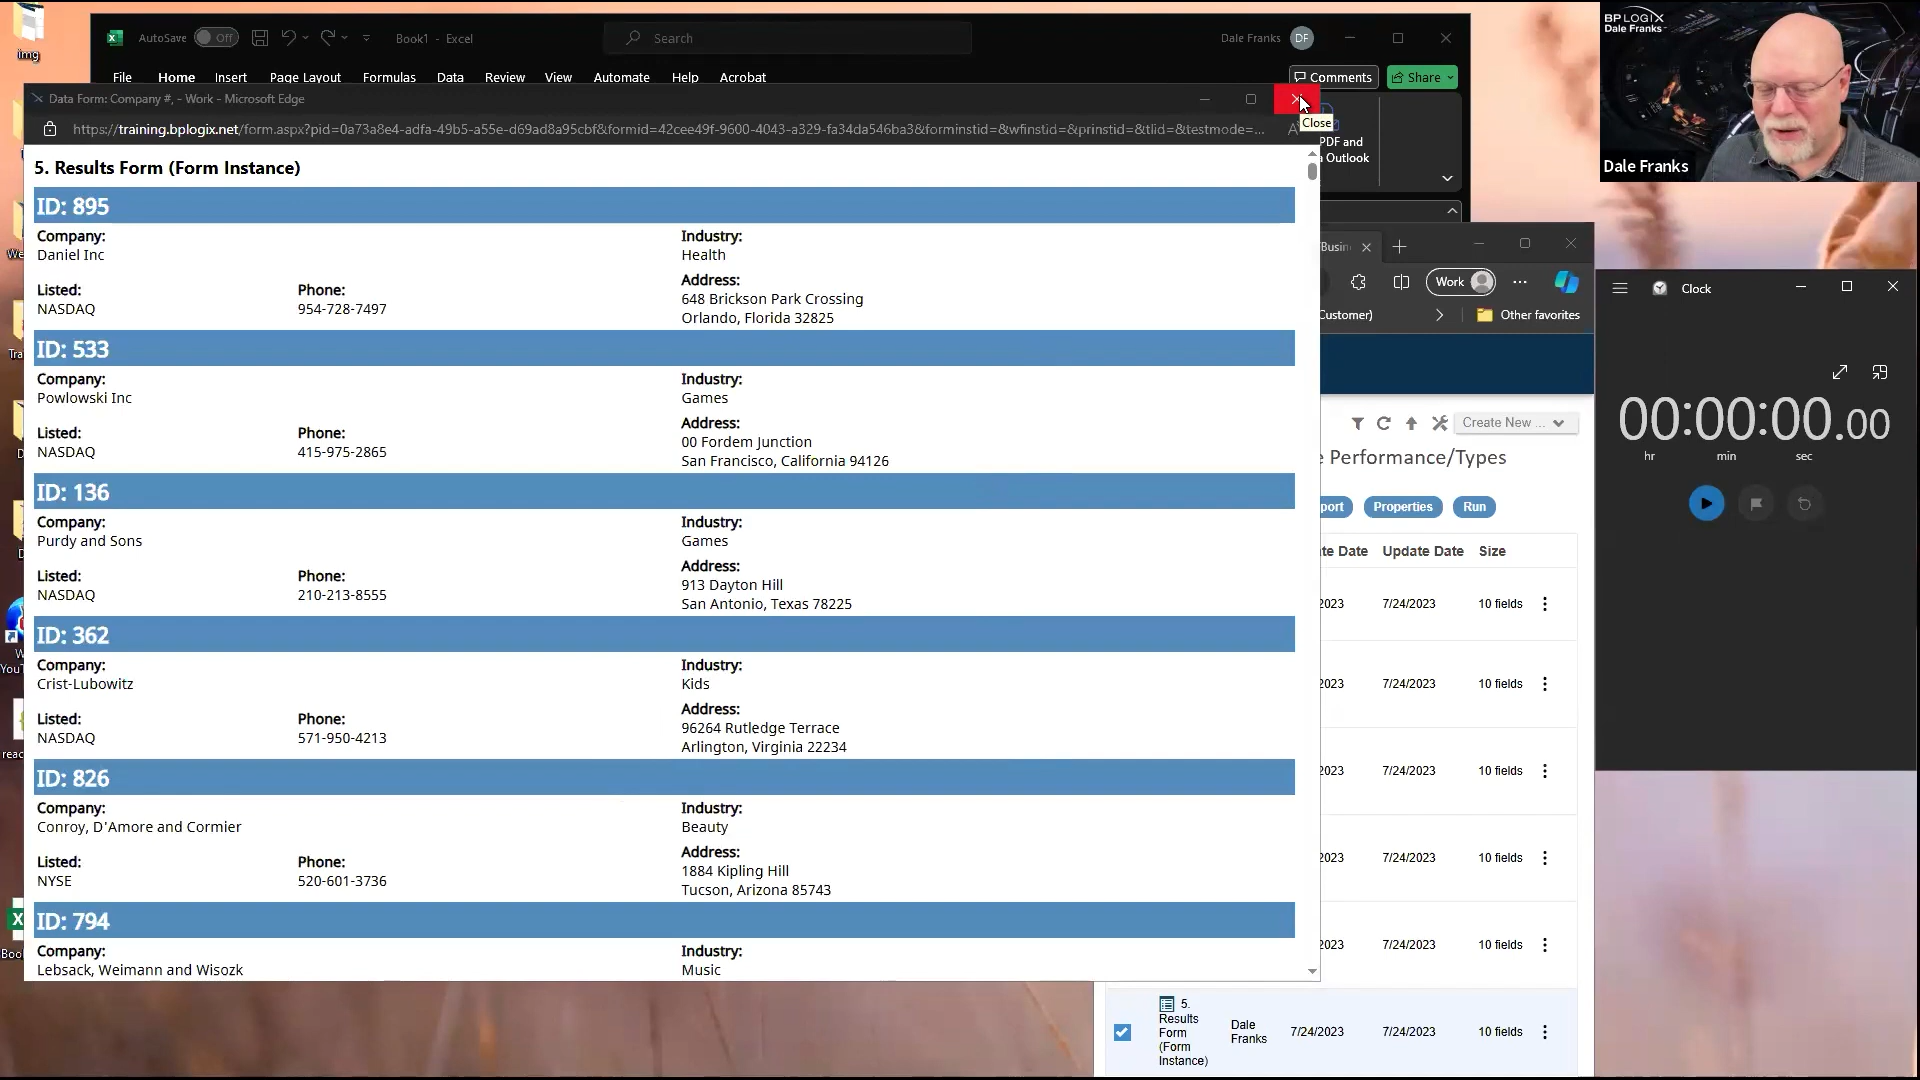 img
AutoSave Off
Book1 - Excel
Search
Dale Franks DF
File Home Insert Page Layout Formulas Data Review View Automate Help Acrobat
Comments Share
Data Form: Company #, - Work - Microsoft Edge
Close
https://training.bplogix.net/form.aspx?pid=0a73a8e4-adfa-49b5-a55e-d69ad8a95cbf&formid=42cee49f-9600-4043-a329-fa34da546ba3&forminstid=&wfinstid=&prinstid=&tlid=&testmode=...
PDF and
Outlook
5. Results Form (Form Instance)
ID: 895
Company: Industry:
Daniel Inc Health
Address:
Listed: Phone: 648 Brickson Park Crossing
NASDAQ 954-728-7497 Orlando, Florida 32825
ID: 533
Company: Industry:
Powlowski Inc Games
Address:
Listed: Phone: 00 Fordem Junction
NASDAQ 415-975-2865 San Francisco, California 94126
ID: 136
Company: Industry:
Purdy and Sons Games
Address:
Listed: Phone: 913 Dayton Hill
NASDAQ 210-213-8555 San Antonio, Texas 78225
ID: 362
Company: Industry:
Crist-Lubowitz Kids
Address:
Listed: Phone: 96264 Rutledge Terrace
NASDAQ 571-950-4213 Arlington, Virginia 22234
ID: 826
Company: Industry:
Conroy, D'Amore and Cormier Beauty
Address:
Listed: Phone: 1884 Kipling Hill
NYSE 520-601-3736 Tucson, Arizona 85743
ID: 794
Company: Industry:
Lebsack, Weimann and Wisozk Music
Busin
Work
Customer) Other favorites
Create New ...
Performance/Types
port Properties Run
te Date Update Date Size
2023 7/24/2023 10 fields
2023 7/24/2023 10 fields
2023 7/24/2023 10 fields
2023 7/24/2023 10 fields
2023 7/24/2023 10 fields
5.
Results
Form
(Form
Instance)
Dale
Franks
7/24/2023 7/24/2023 10 fields
BP LOGIX
Dale Franks
Dale Franks
Clock
00:00:00.00
hr min sec